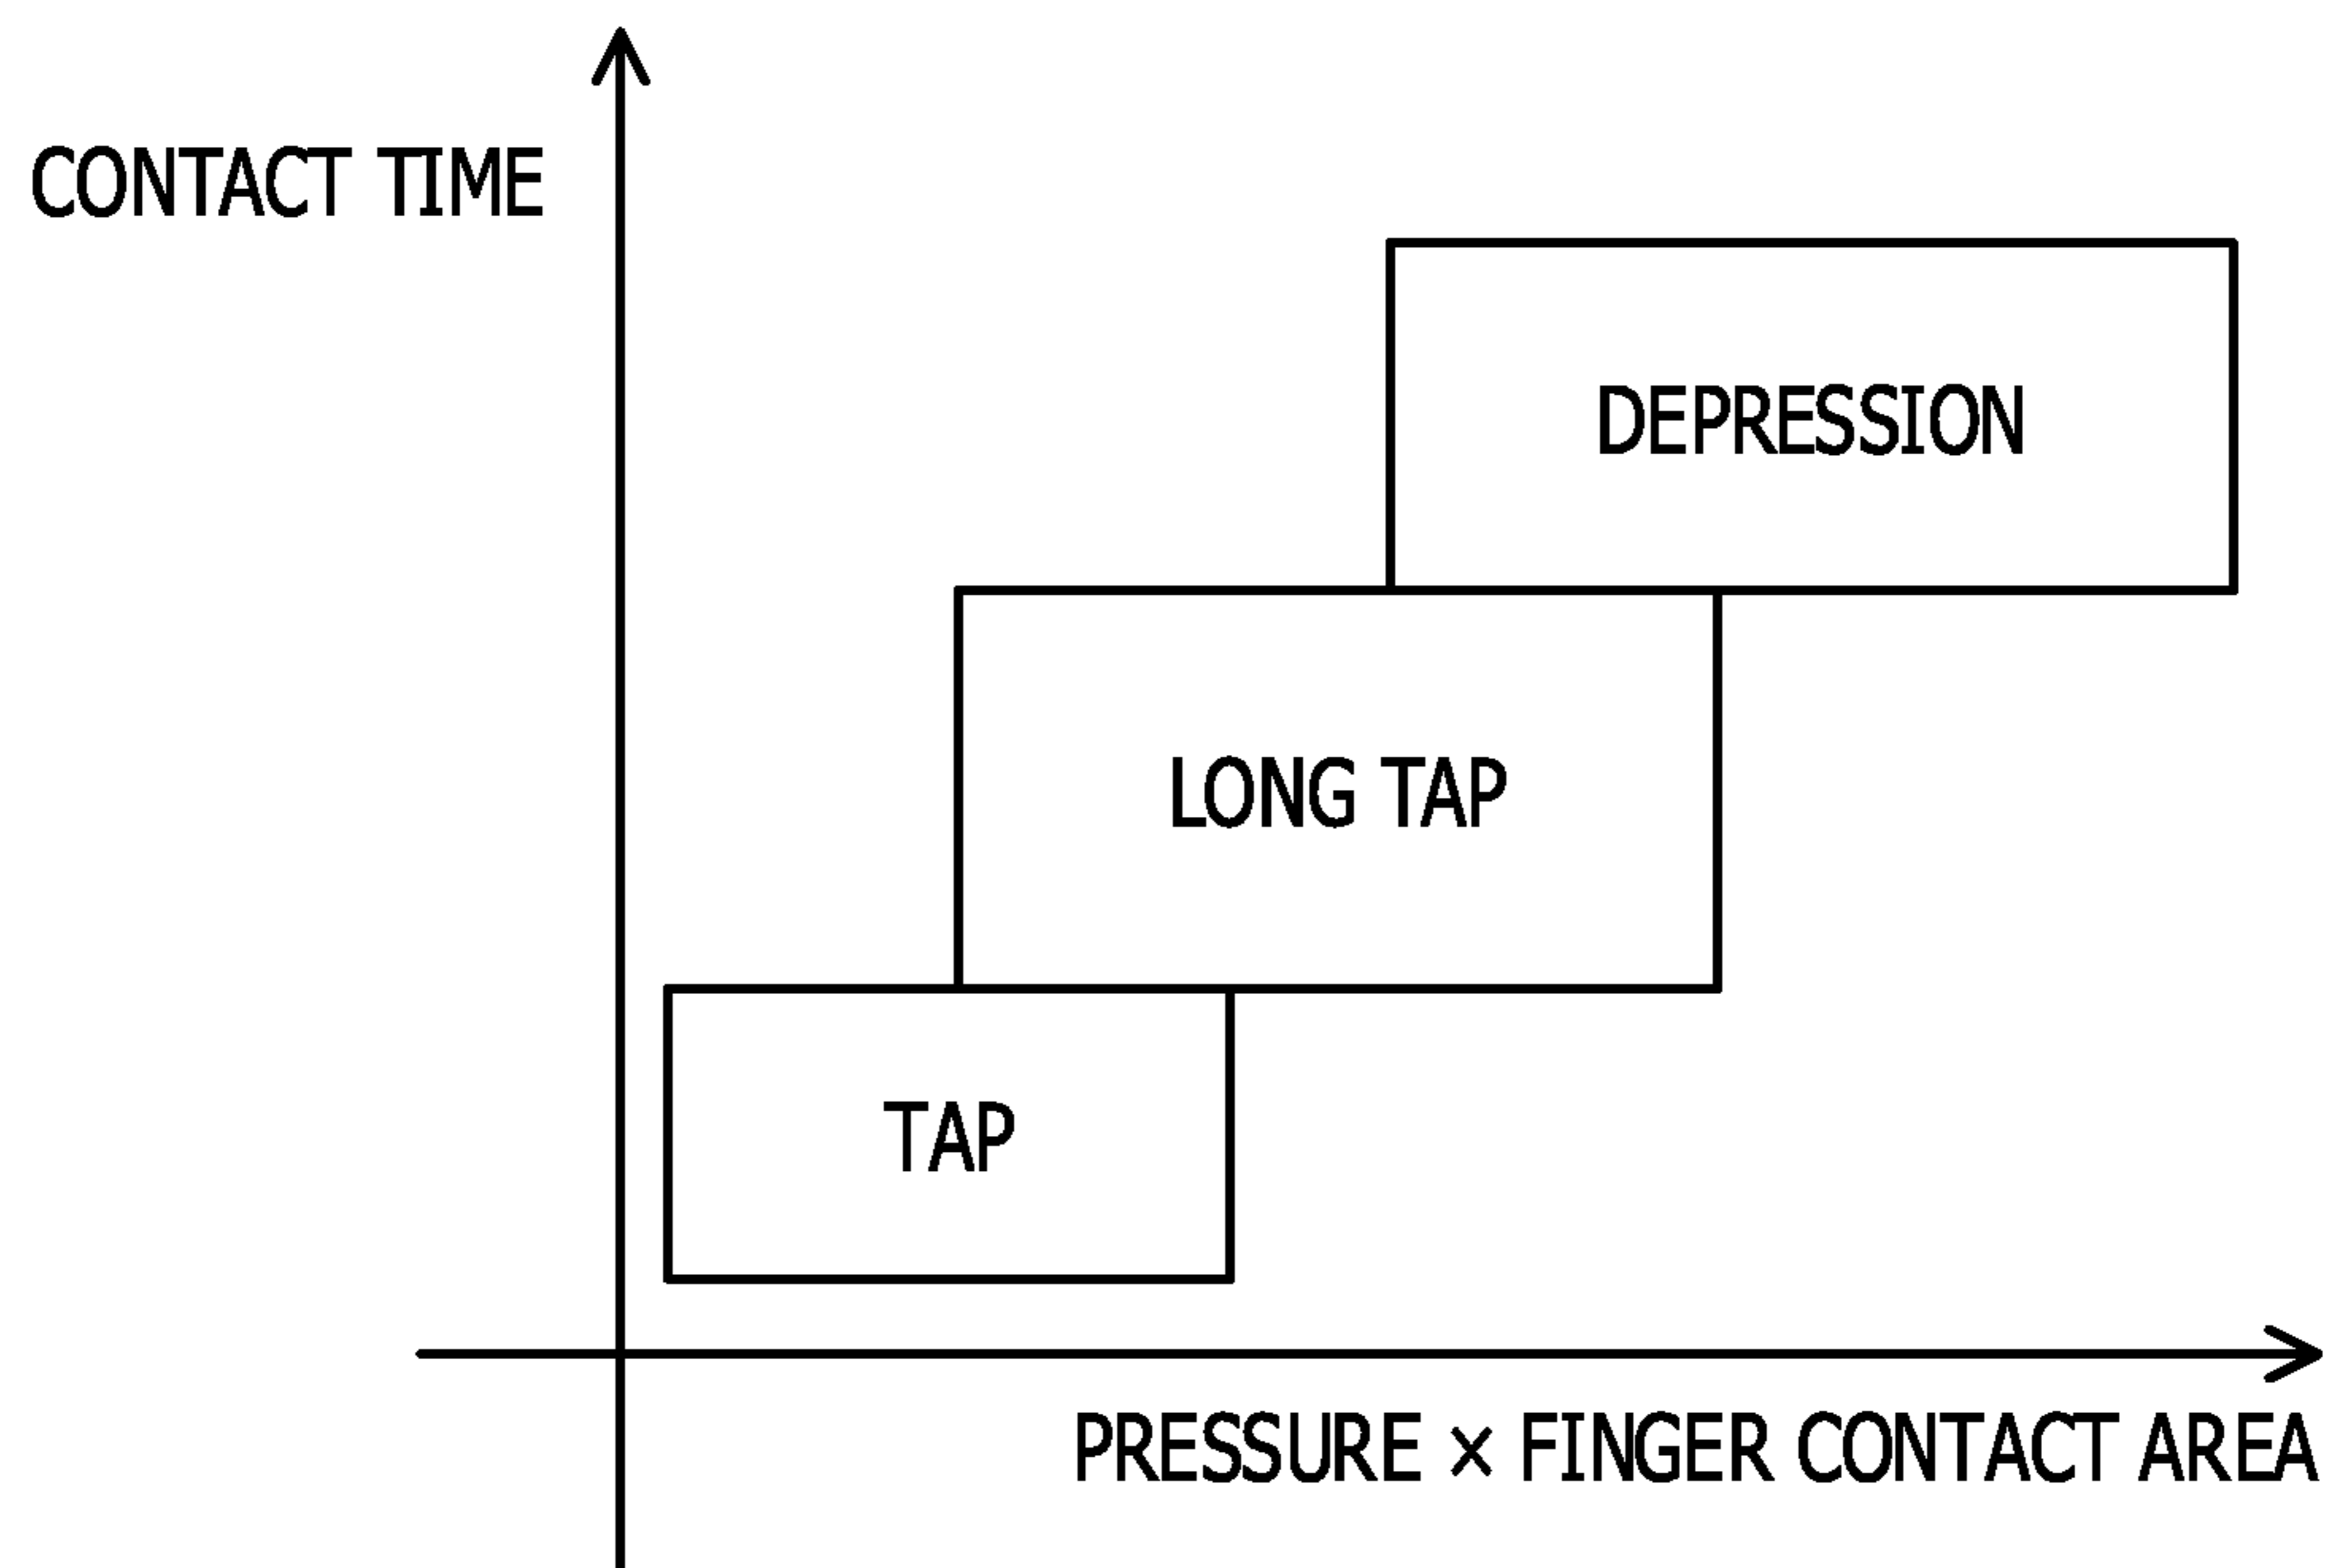 CONTACT TIME
DEPRESSION
LONG TAP
TAP
PRESSURE × FINGER CONTACT AREA